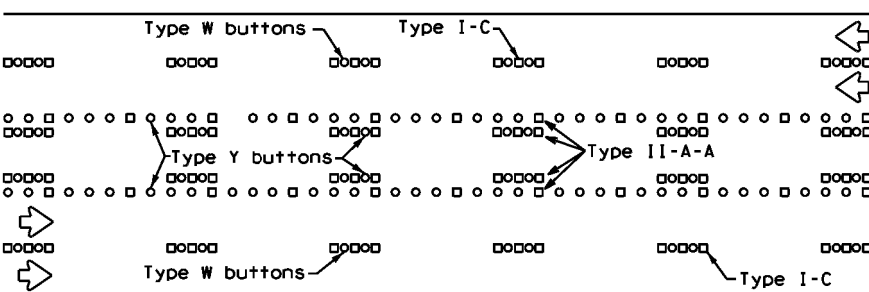 Type W buttons
Type I-C
Type Y buttons
Type II-A-A
Type W buttons
Type I-C